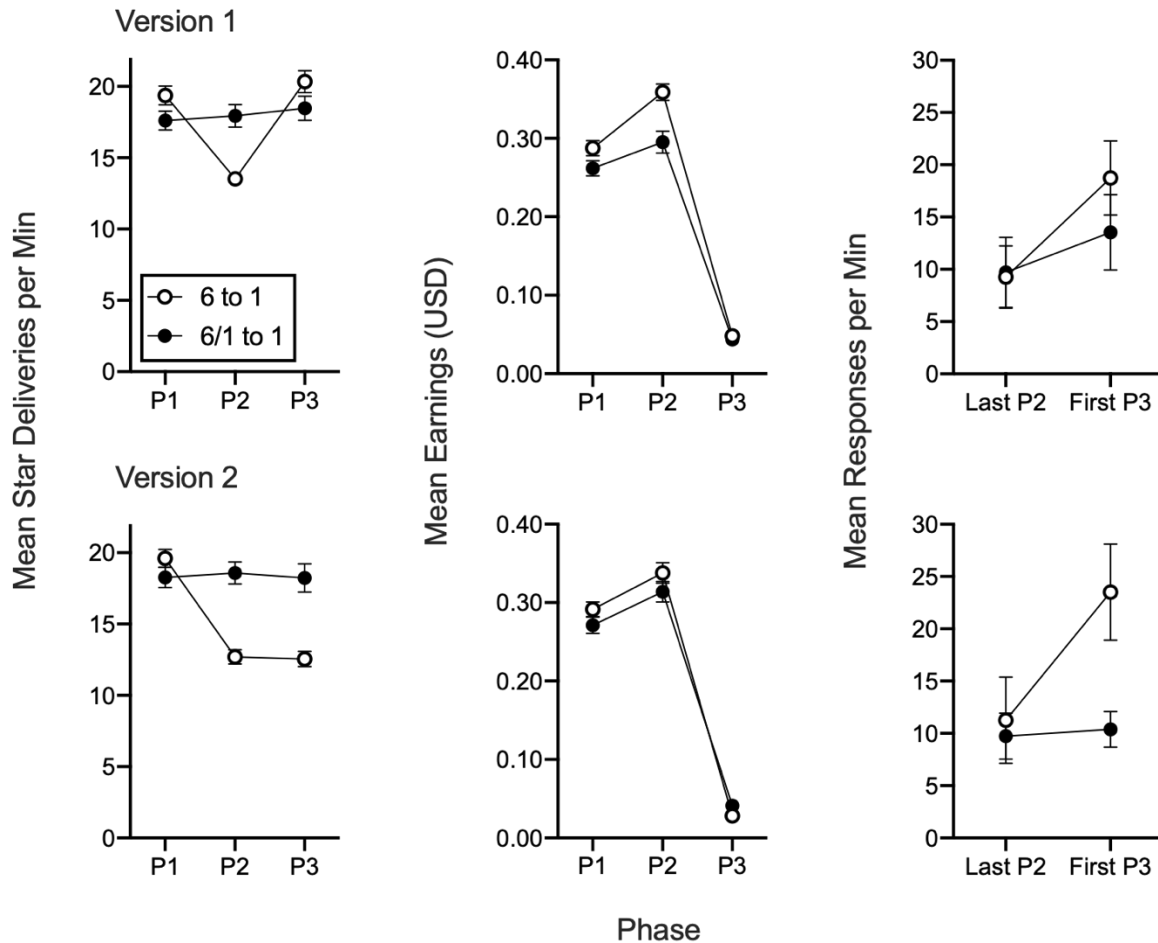 Version 1
Mean Star Deliveries per Min
20
15
10
5
0
P1 P2 P3
6 to 1
6/1 to 1
Mean Earnings (USD)
0.40
0.30
0.20
0.10
0.00
P1 P2 P3
Mean Responses per Min
30
25
20
15
10
5
0
Last P2 First P3
Version 2
20
15
10
5
0
P1 P2 P3
0.40
0.30
0.20
0.10
0.00
P1 P2 P3
30
25
20
15
10
5
0
Last P2 First P3
Phase